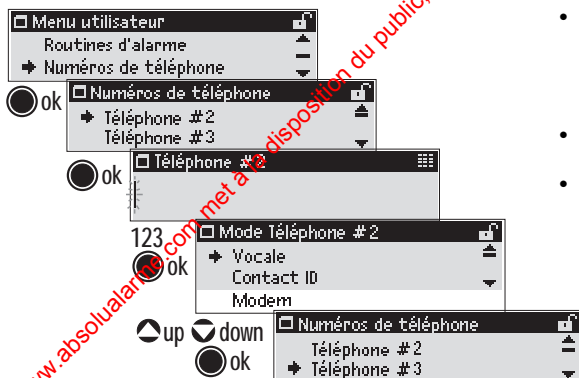 Menu utilisateur
Routines d'alarme
Numéros de téléphone
ok
Numéros de téléphone
Téléphone #2
Téléphone #3
ok
Téléphone #2
123
ok
Mode Téléphone #2
Vocale
Contact ID
Modem
up down
ok
Numéros de téléphone
Téléphone #2
Téléphone #3
www.absolualarme.com met à la disposition du public,